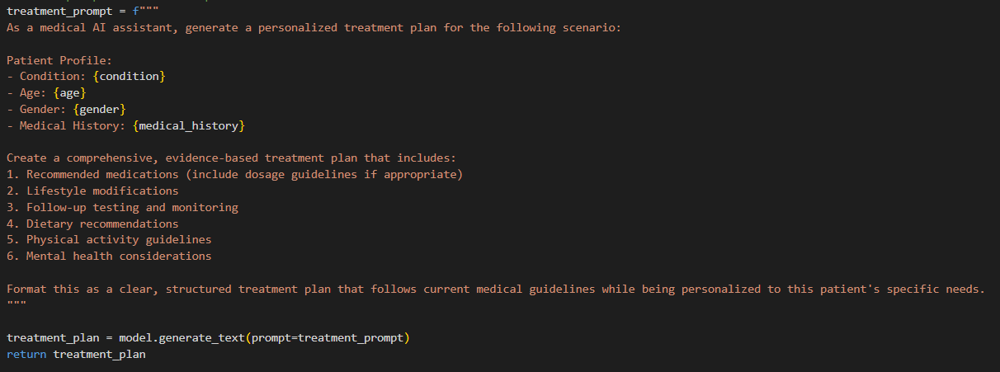 treatment_prompt = f"""
As a medical AI assistant, generate a personalized treatment plan for the following scenario:
Patient Profile:
- Condition: {condition}
- Age: {age}
- Gender: {gender}
- Medical History: {medical_history}
Create a comprehensive, evidence-based treatment plan that includes:
1. Recommended medications (include dosage guidelines if appropriate)
2. Lifestyle modifications
3. Follow-up testing and monitoring
4. Dietary recommendations
5. Physical activity guidelines
6. Mental health considerations
Format this as a clear, structured treatment plan that follows current medical guidelines while being personalized to this patient's specific needs.
"""
treatment_plan = model.generate_text(prompt=treatment_prompt)
return treatment_plan